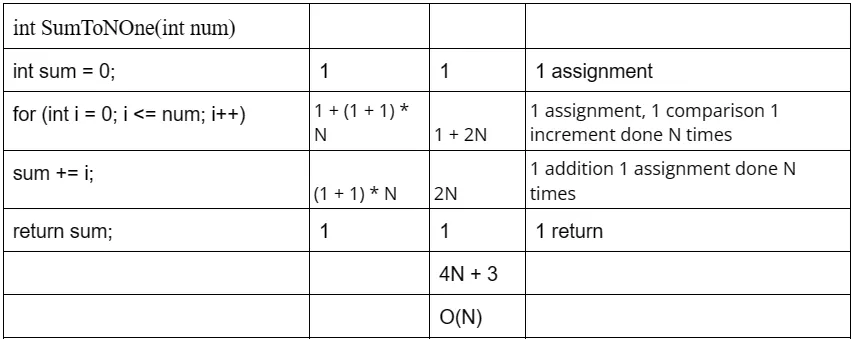 int SumToNOne(int num)
int sum = 0; 1 1 1 assignment
for (int i = 0; i <= num; i++) 1 + (1 + 1) * N 1 + 2N 1 assignment, 1 comparison 1 increment done N times
sum += i; (1 + 1) * N 2N 1 addition 1 assignment done N times
return sum; 1 1 1 return
4N + 3
O(N)